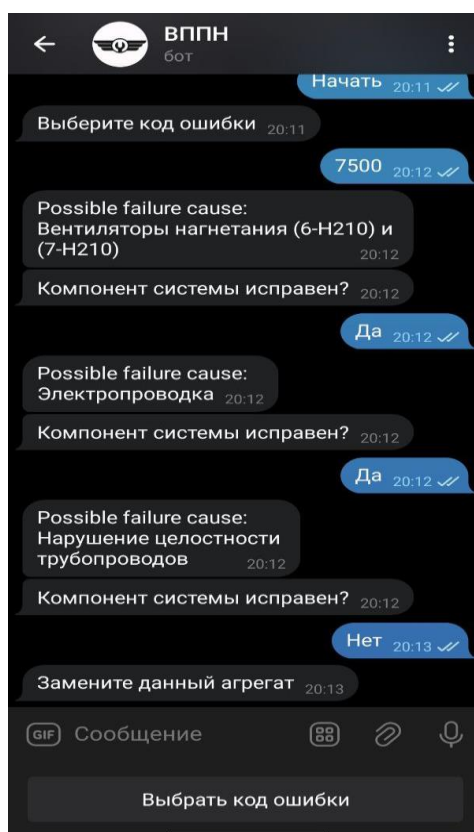 ВППН
бот
Начать 20:11
Выберите код ошибки 20:11
7500 20:12
Possible failure cause:
Вентиляторы нагнетания (6-H210) и
(7-H210) 20:12
Компонент системы исправен? 20:12
Да 20:12
Possible failure cause:
Электропроводка 20:12
Компонент системы исправен? 20:12
Да 20:12
Possible failure cause:
Нарушение целостности
трубопроводов 20:12
Компонент системы исправен? 20:12
Нет 20:13
Замените данный агрегат 20:13
GIF Сообщение
Выбрать код ошибки